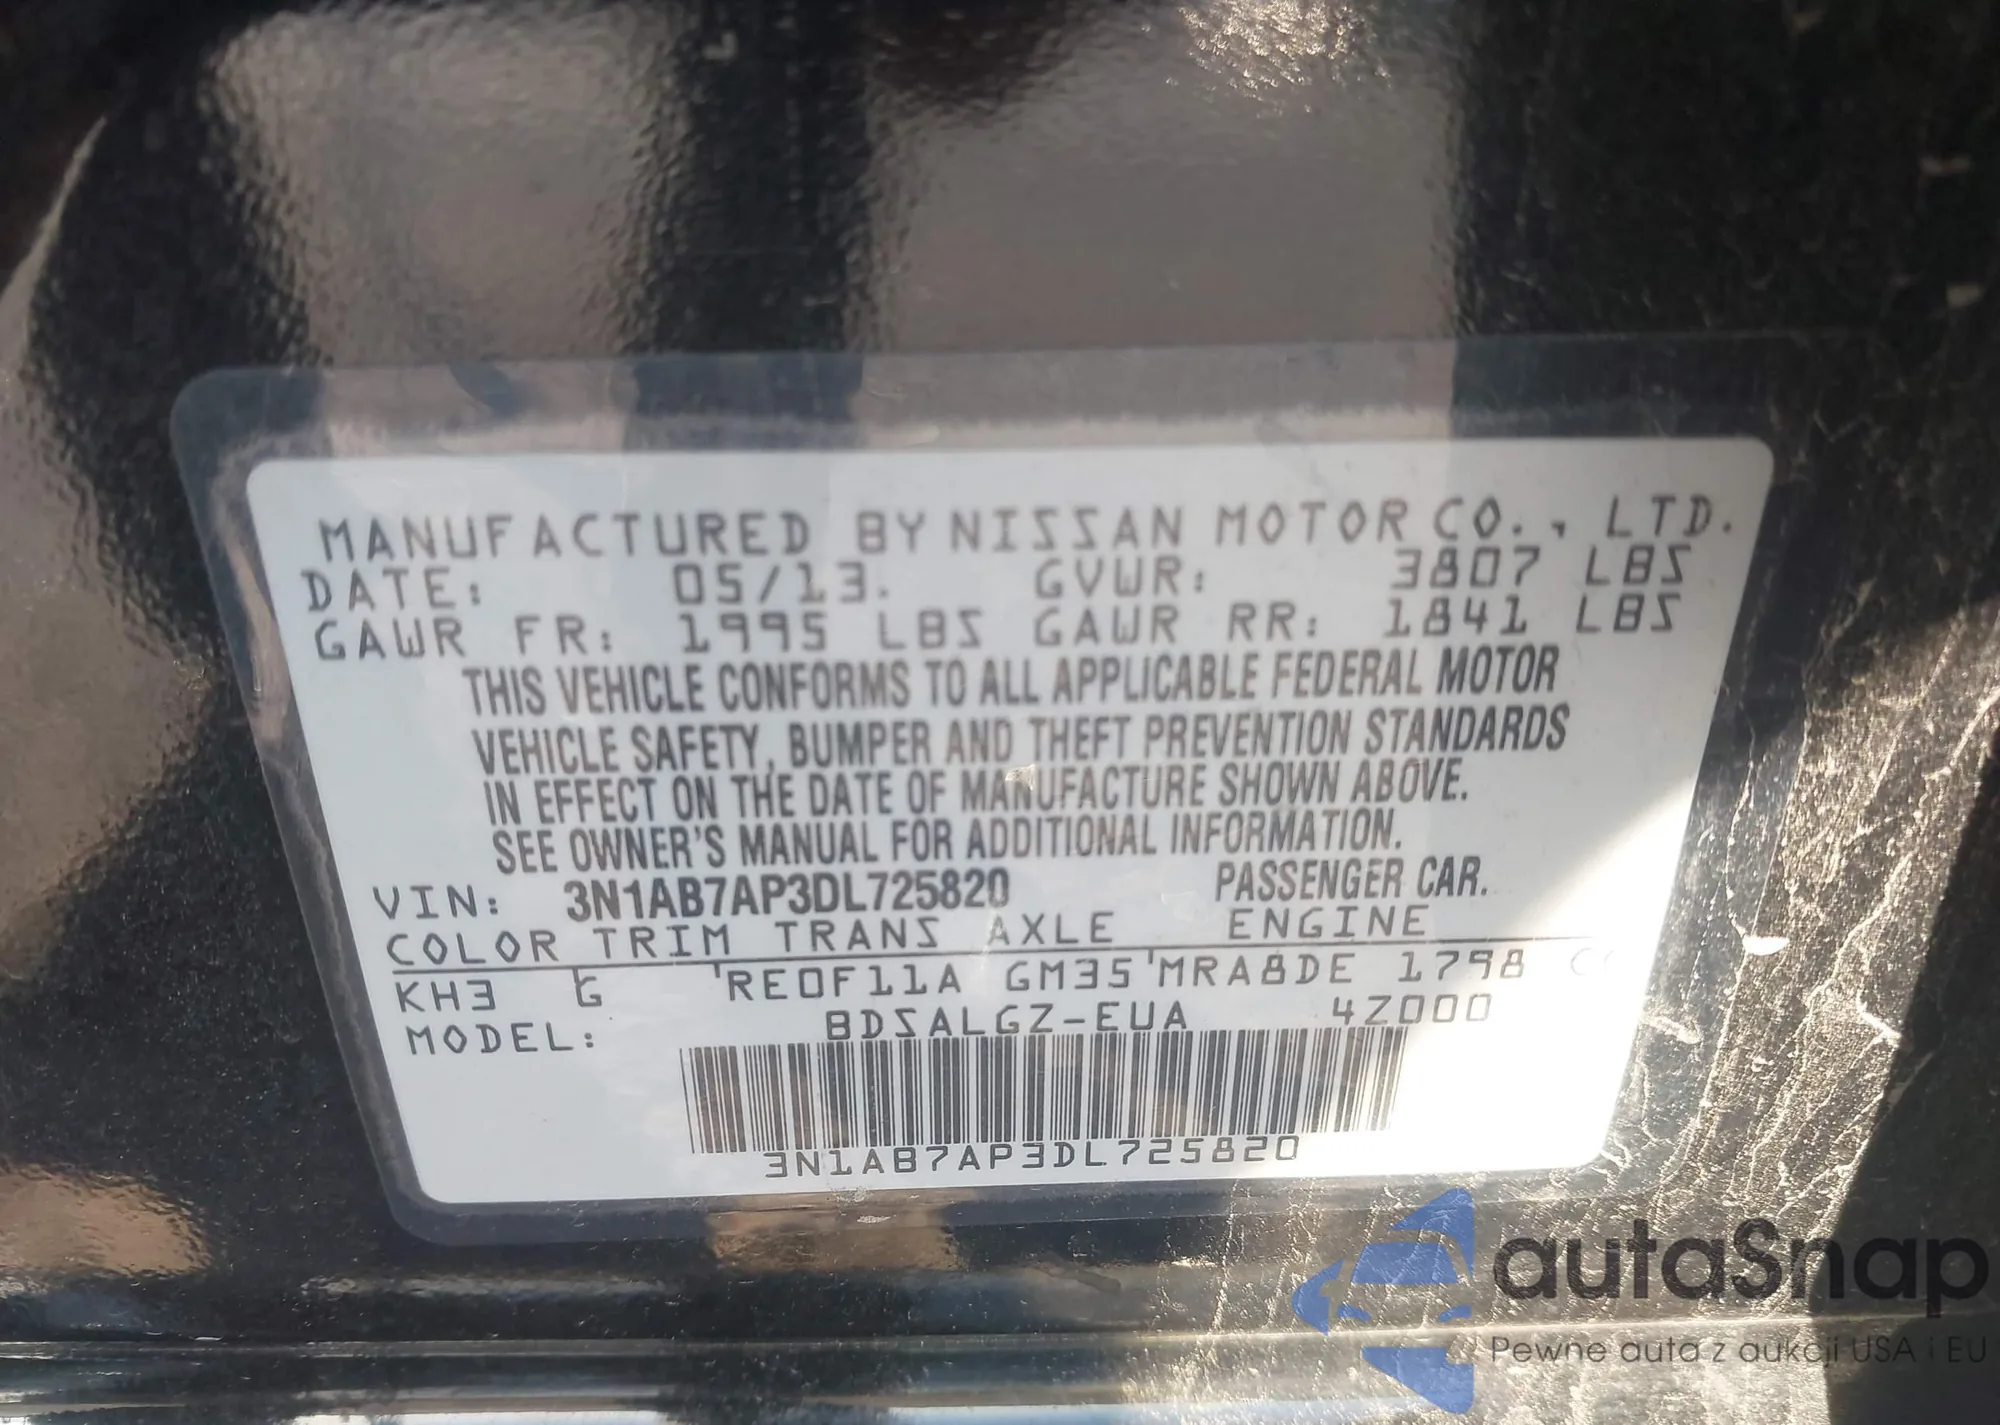 MANUFACTURED BY NISSAN MOTOR CO., LTD.
DATE: 05/13. GVWR: 3807 LBS
GAWR FR: 1995 LBS GAWR RR: 1841 LBS
THIS VEHICLE CONFORMS TO ALL APPLICABLE FEDERAL MOTOR
VEHICLE SAFETY, BUMPER AND THEFT PREVENTION STANDARDS
IN EFFECT ON THE DATE OF MANUFACTURE SHOWN ABOVE.
SEE OWNER'S MANUAL FOR ADDITIONAL INFORMATION.
VIN: 3N1AB7AP3DL725820 PASSENGER CAR.
COLOR TRIM TRANS AXLE ENGINE
KH3 G RE0F11A GM35 MRA8DE 1798 CC
MODEL: BDSALGZ-EUA 4Z000
3N1AB7AP3DL725820
autaSnap
Pewne auta z aukcji USA i EU